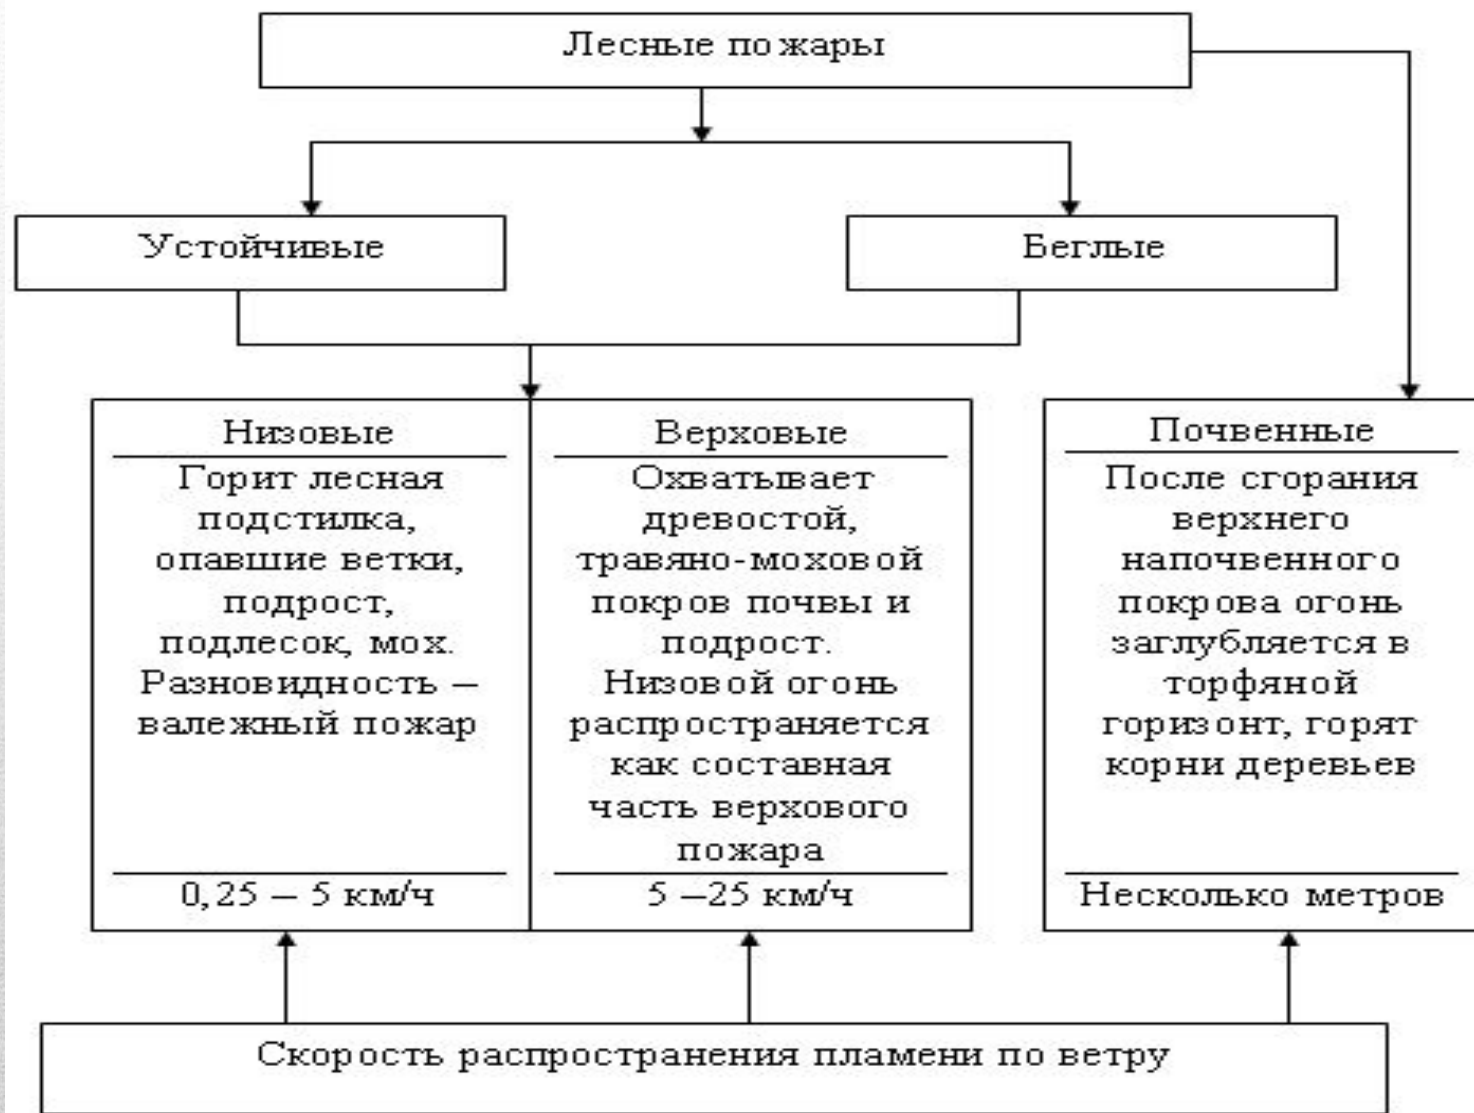 Лесные пожары
Устойчивые
Беглые
Низовые
Горит лесная
подстилка,
опавшие ветки,
подрост,
подлесок, мох.
Разновидность –
валежный пожар
0,25 – 5 км/ч
Верховые
Охватывает
древостой,
травяно-моховой
покров почвы и
подрост.
Низовой огонь
распространяется
как составная
часть верхового
пожара
5 –25 км/ч
Почвенные
После сгорания
верхнего
напочвенного
покрова огонь
заглубляется в
торфяной
горизонт, горят
корни деревьев
Несколько метров
Скорость распространения пламени по ветру